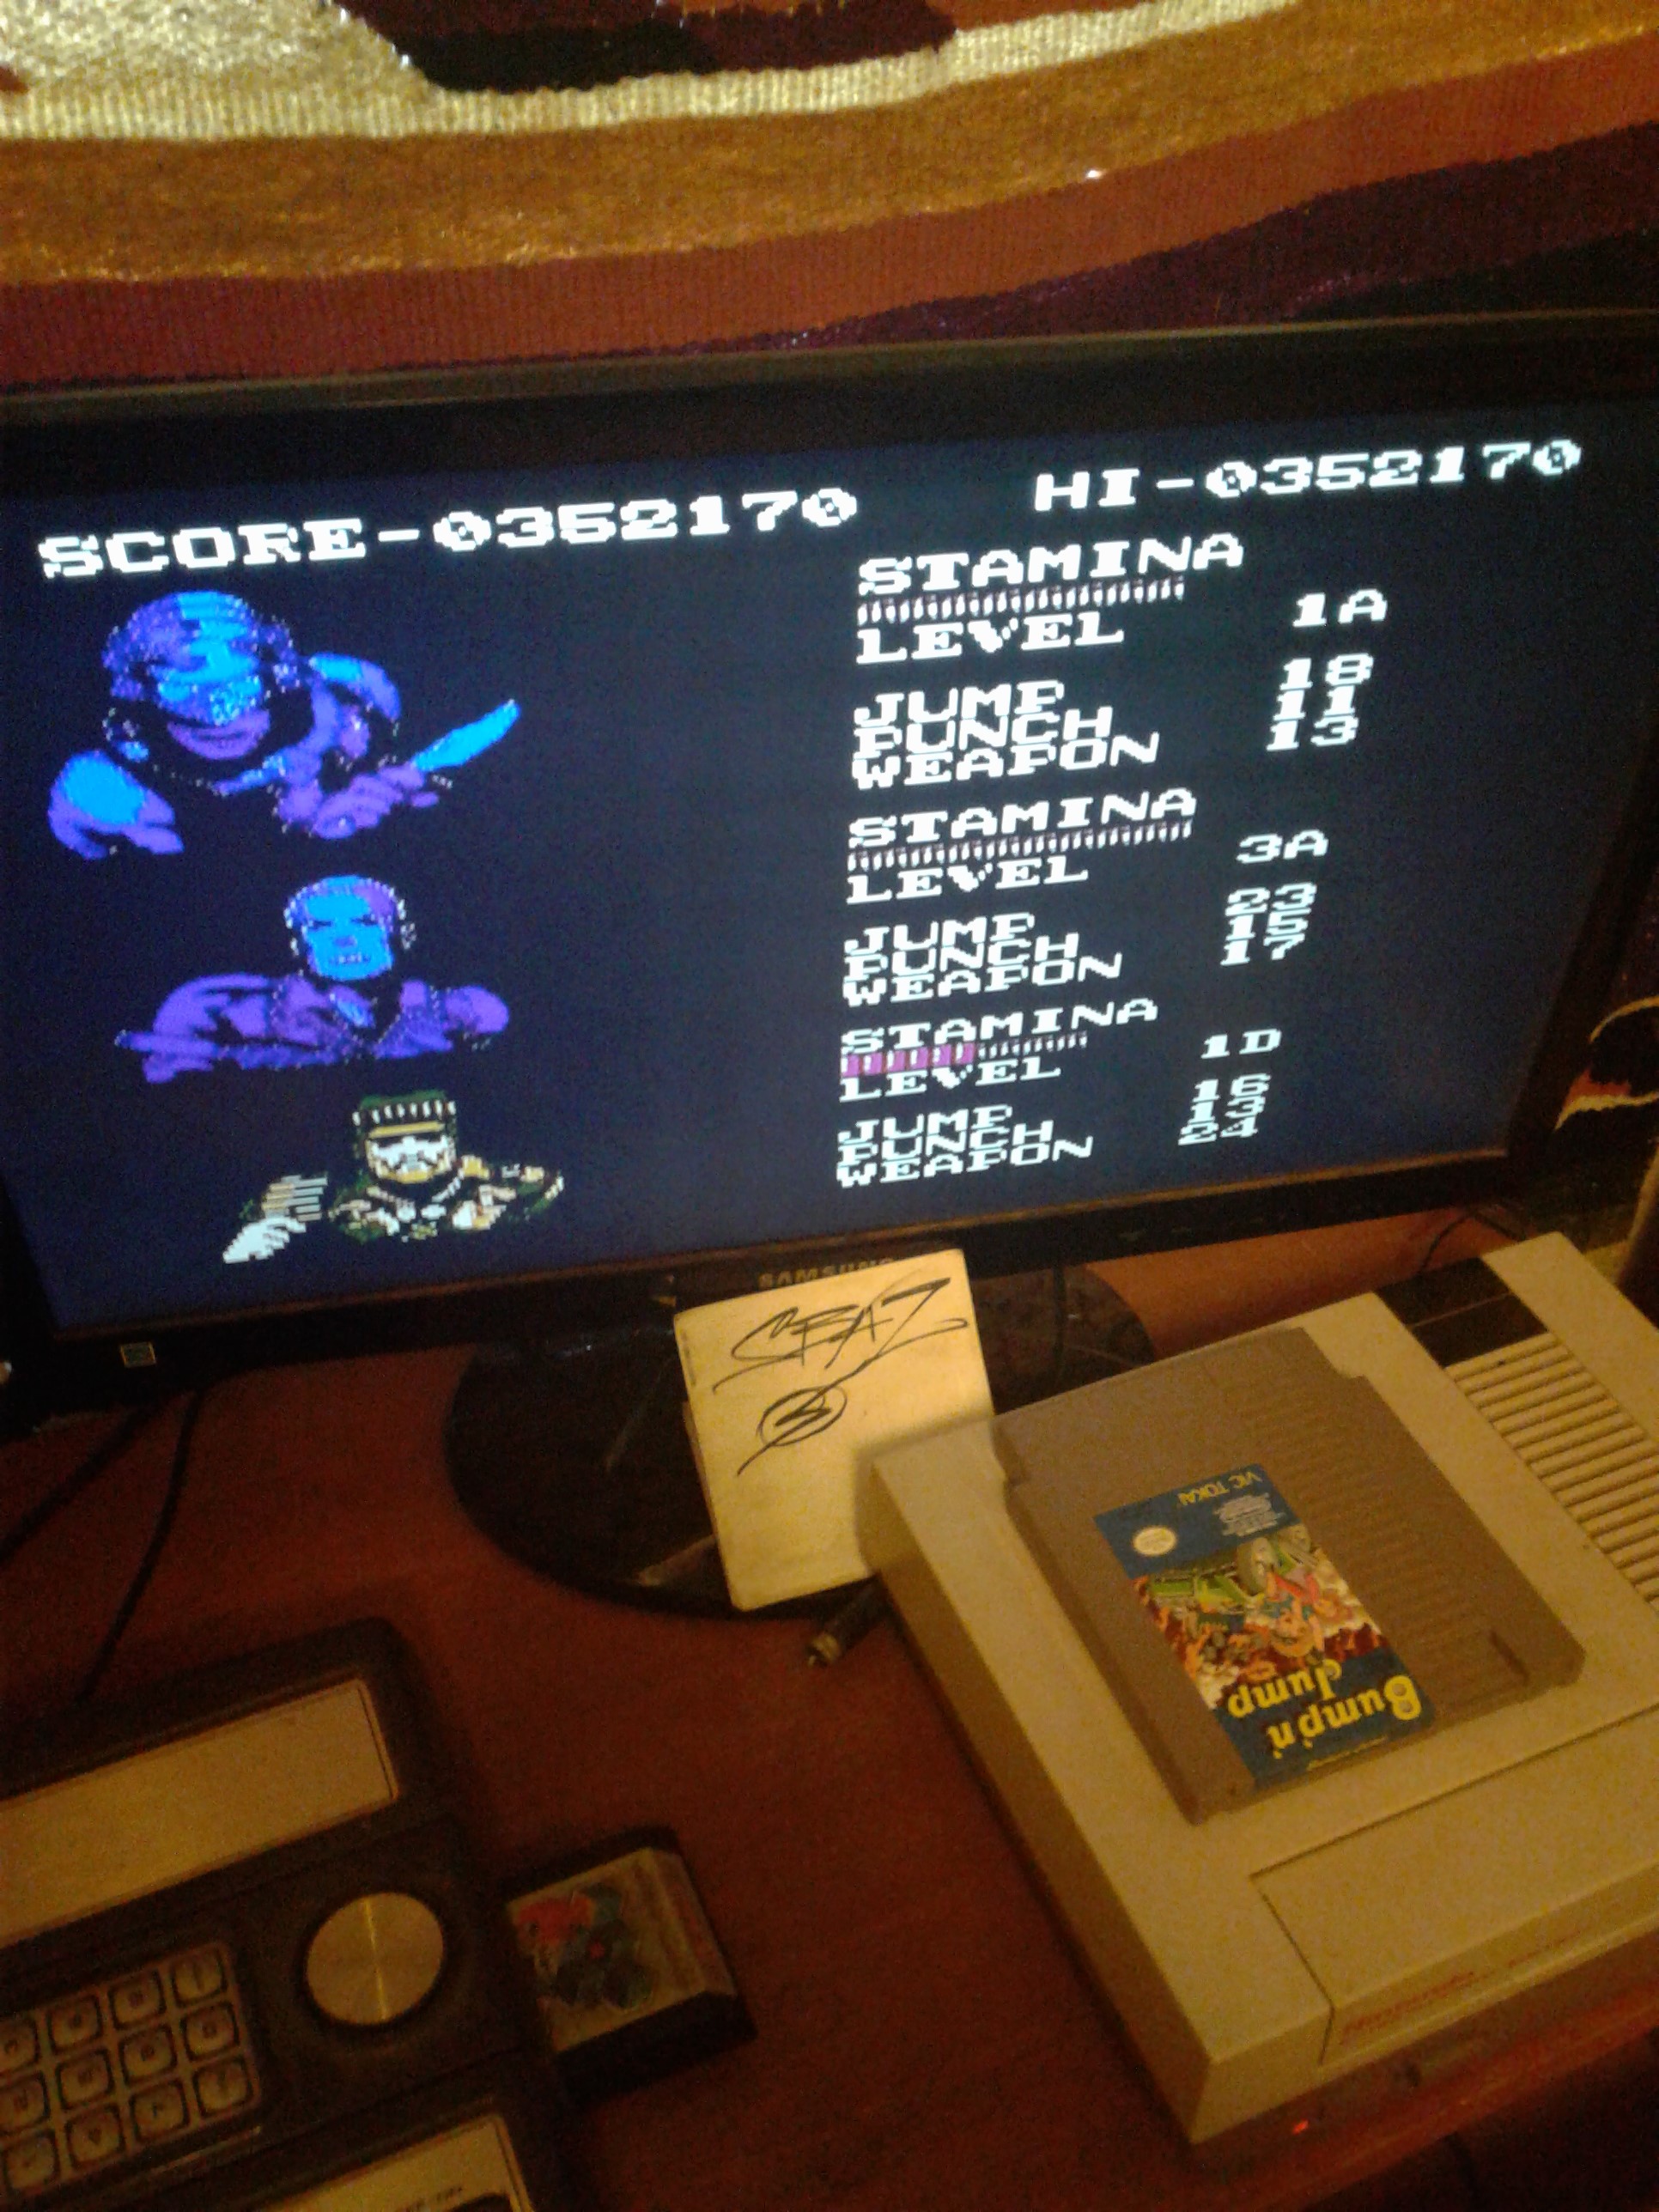 SCORE-0352170 HI-0352170
STAMINA
LEVEL 1A
JUMP 18
PUNCH 11
WEAPON 13
STAMINA
LEVEL 3A
JUMP 23
PUNCH 15
WEAPON 17
STAMINA
LEVEL 1D
JUMP 16
PUNCH 13
WEAPON 24
SAMSUNG
VIC TOKAI
Bump'n'
Jump